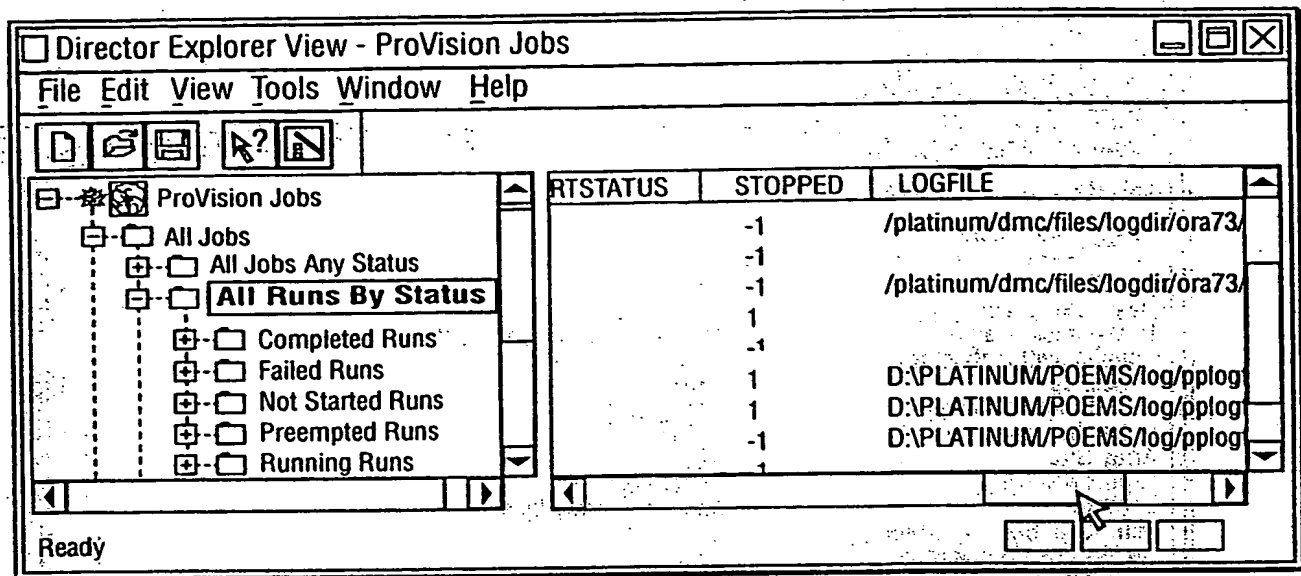 Director Explorer View - ProVision Jobs
File Edit View Tools Window Help
ProVision Jobs
All Jobs
All Jobs Any Status
All Runs By Status
Completed Runs
Failed Runs
Not Started Runs
Preempted Runs
Running Runs
RTSTATUS STOPPED LOGFILE
-1 /platinum/dmc/files/logdir/ora73/
-1
-1 /platinum/dmc/files/logdir/ora73/
1
-1
1 D:\PLATINUM/POEMS/log/pplog
1 D:\PLATINUM/POEMS/log/pplog
-1 D:\PLATINUM/POEMS/log/pplog
-1
Ready